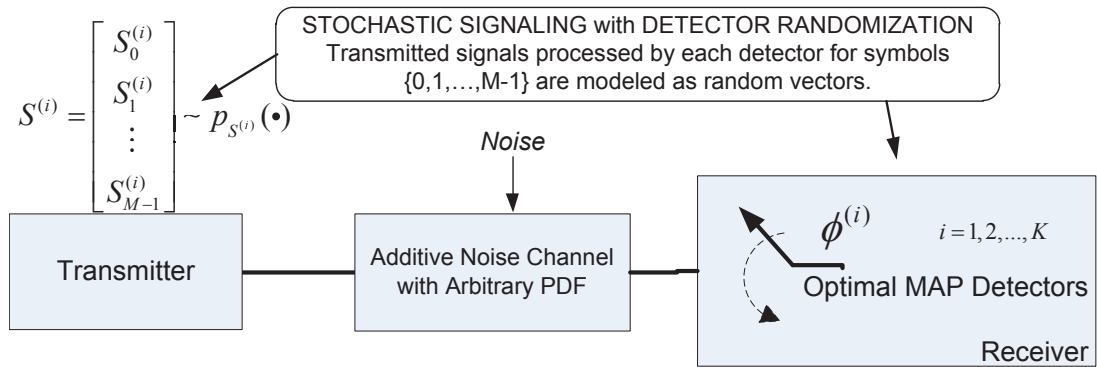 STOCHASTIC SIGNALING with DETECTOR RANDOMIZATION
Transmitted signals processed by each detector for symbols
{0,1,…,M-1} are modeled as random vectors.
S^{(i)} = [S_0^{(i)} S_1^{(i)} ⋮ S_{M-1}^{(i)}] ~ p_{S^{(i)}}(•)
Noise
Transmitter
Additive Noise Channel
with Arbitrary PDF
ϕ^{(i)} i = 1, 2, ..., K
Optimal MAP Detectors
Receiver